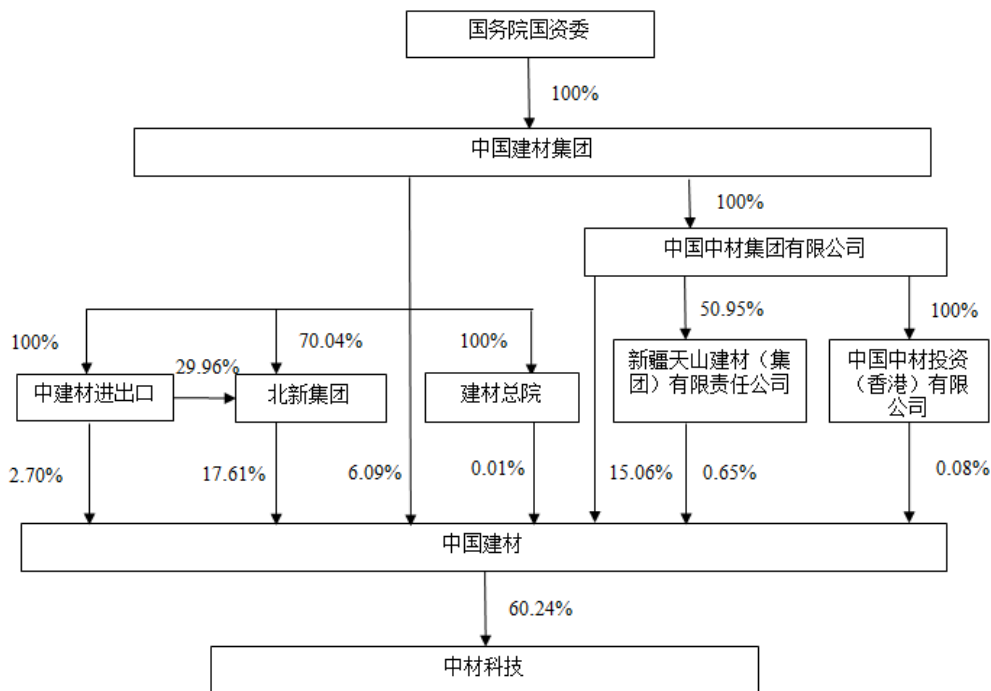 国务院国资委
100%
中国建材集团
100%
中国中材集团有限公司
100%
29.96%
70.04%
100%
50.95%
100%
中建材进出口
北新集团
建材总院
新疆天山建材（集
团）有限责任公司
中国中材投资
（香港）有限
公司
2.70%
17.61%
6.09%
0.01%
15.06%
0.65%
0.08%
中国建材
60.24%
中材科技